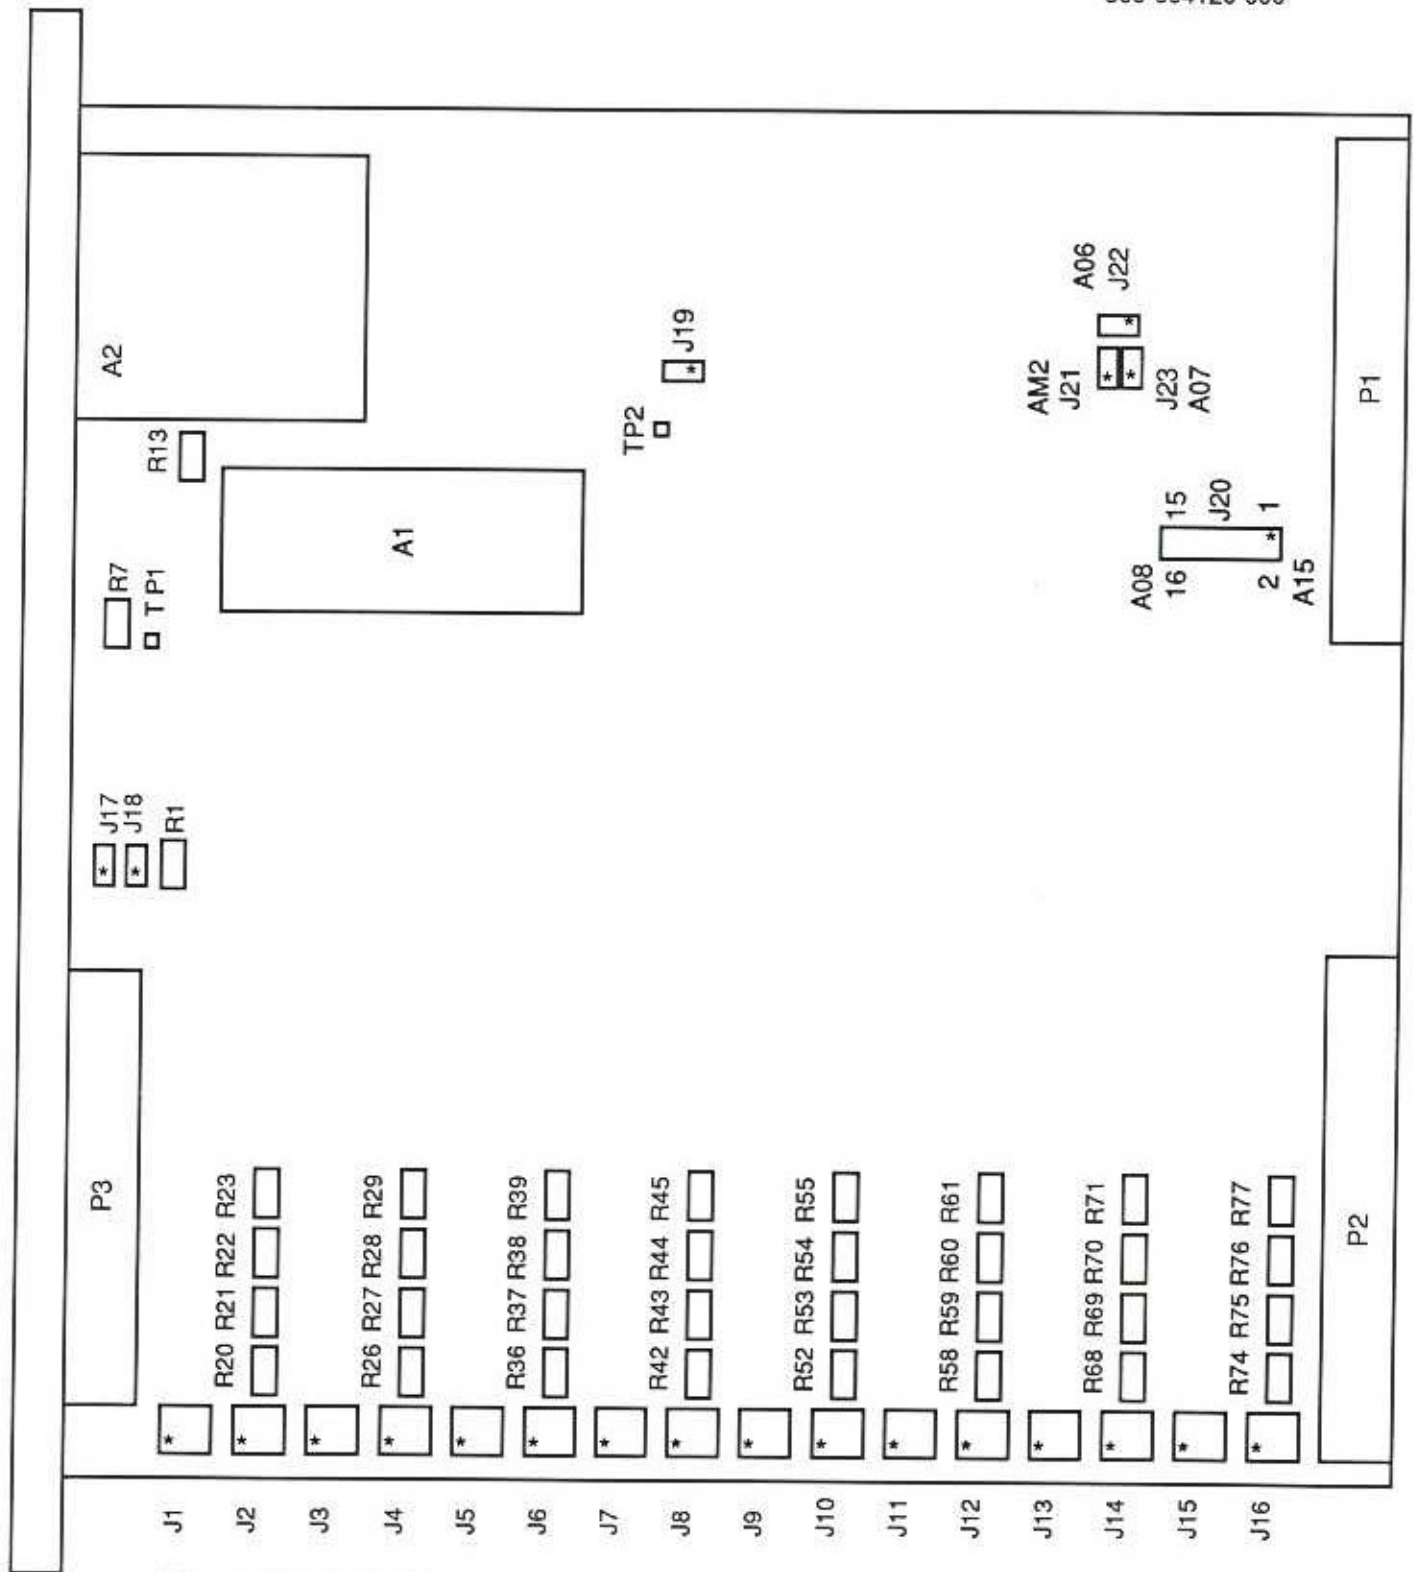 A2
R13
R7
TP1
A1
TP2
J19
A06
J22
AM2
J21
J23
A07
P1
15
J20
1
A08
16
2
A15
J17
J18
R1
*
*
*
*
*
*
*
P3
R20 R21 R22 R23
R26 R27 R28 R29
R36 R37 R38 R39
R42 R43 R44 R45
R52 R53 R54 R55
R58 R59 R60 R61
R68 R69 R70 R71
R74 R75 R76 R77
P2
* * * * * * * * * * * * * * * *
J1 J2 J3 J4 J5 J6 J7 J8 J9 J10 J11 J12 J13 J14 J15 J16